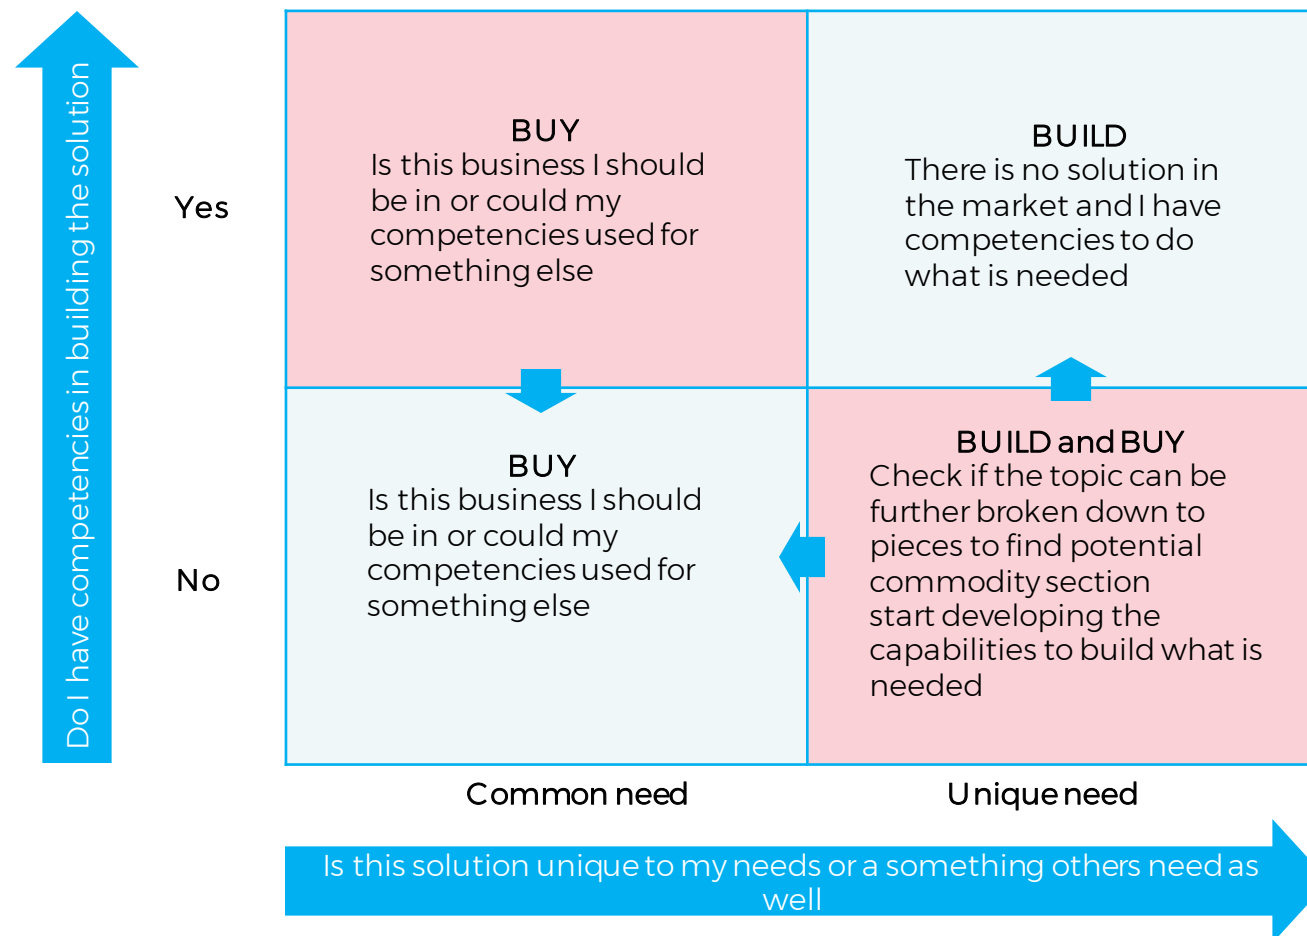 Do I have competencies in building the solution
Yes
BUY
Is this business I should
be in or could my
competencies used for
something else
BUILD
There is no solution in
the market and I have
competencies to do
what is needed
No
BUY
Is this business I should
be in or could my
competencies used for
something else
BUILD and BUY
Check if the topic can be
further broken down to
pieces to find potential
commodity section
start developing the
capabilities to build what is
needed
Common need
Unique need
Is this solution unique to my needs or a something others need as
well